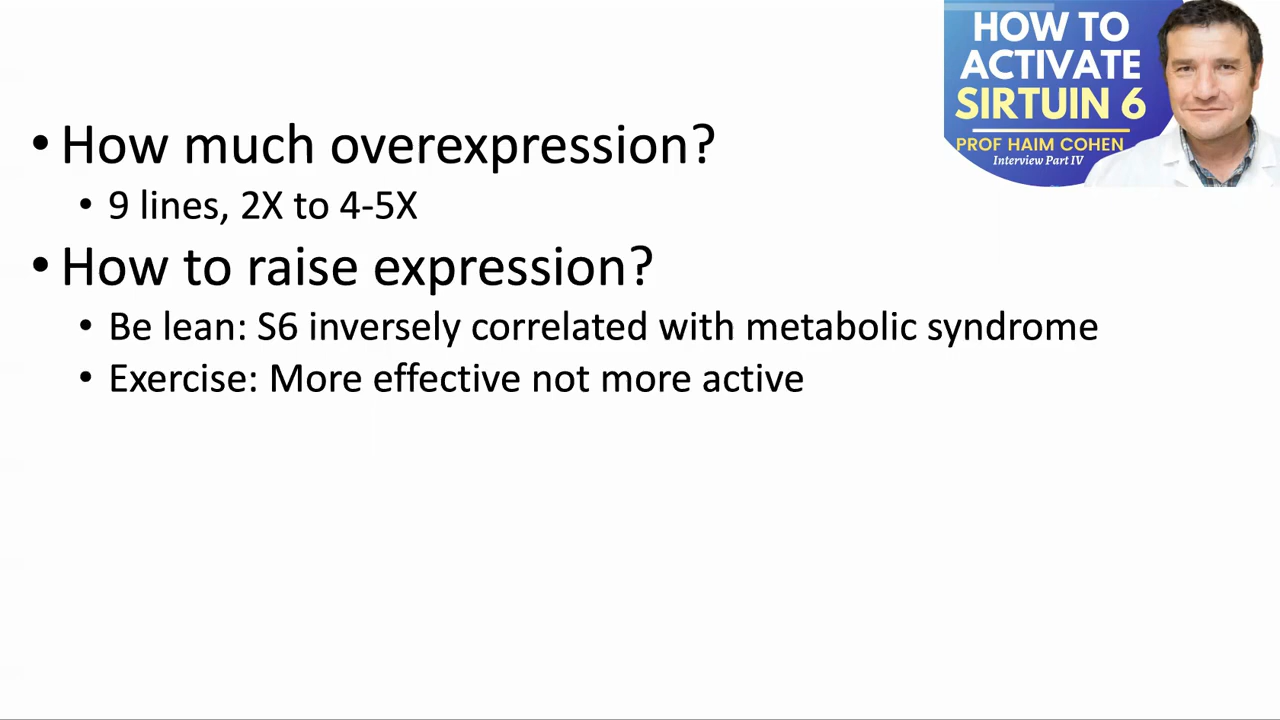 • How much overexpression?
• 9 lines, 2X to 4-5X
• How to raise expression?
• Be lean: S6 inversely correlated with metabolic syndrome
• Exercise: More effective not more active
HOW TO
ACTIVATE
SIRTUIN 6
PROF HAIM COHEN
Interview Part IV